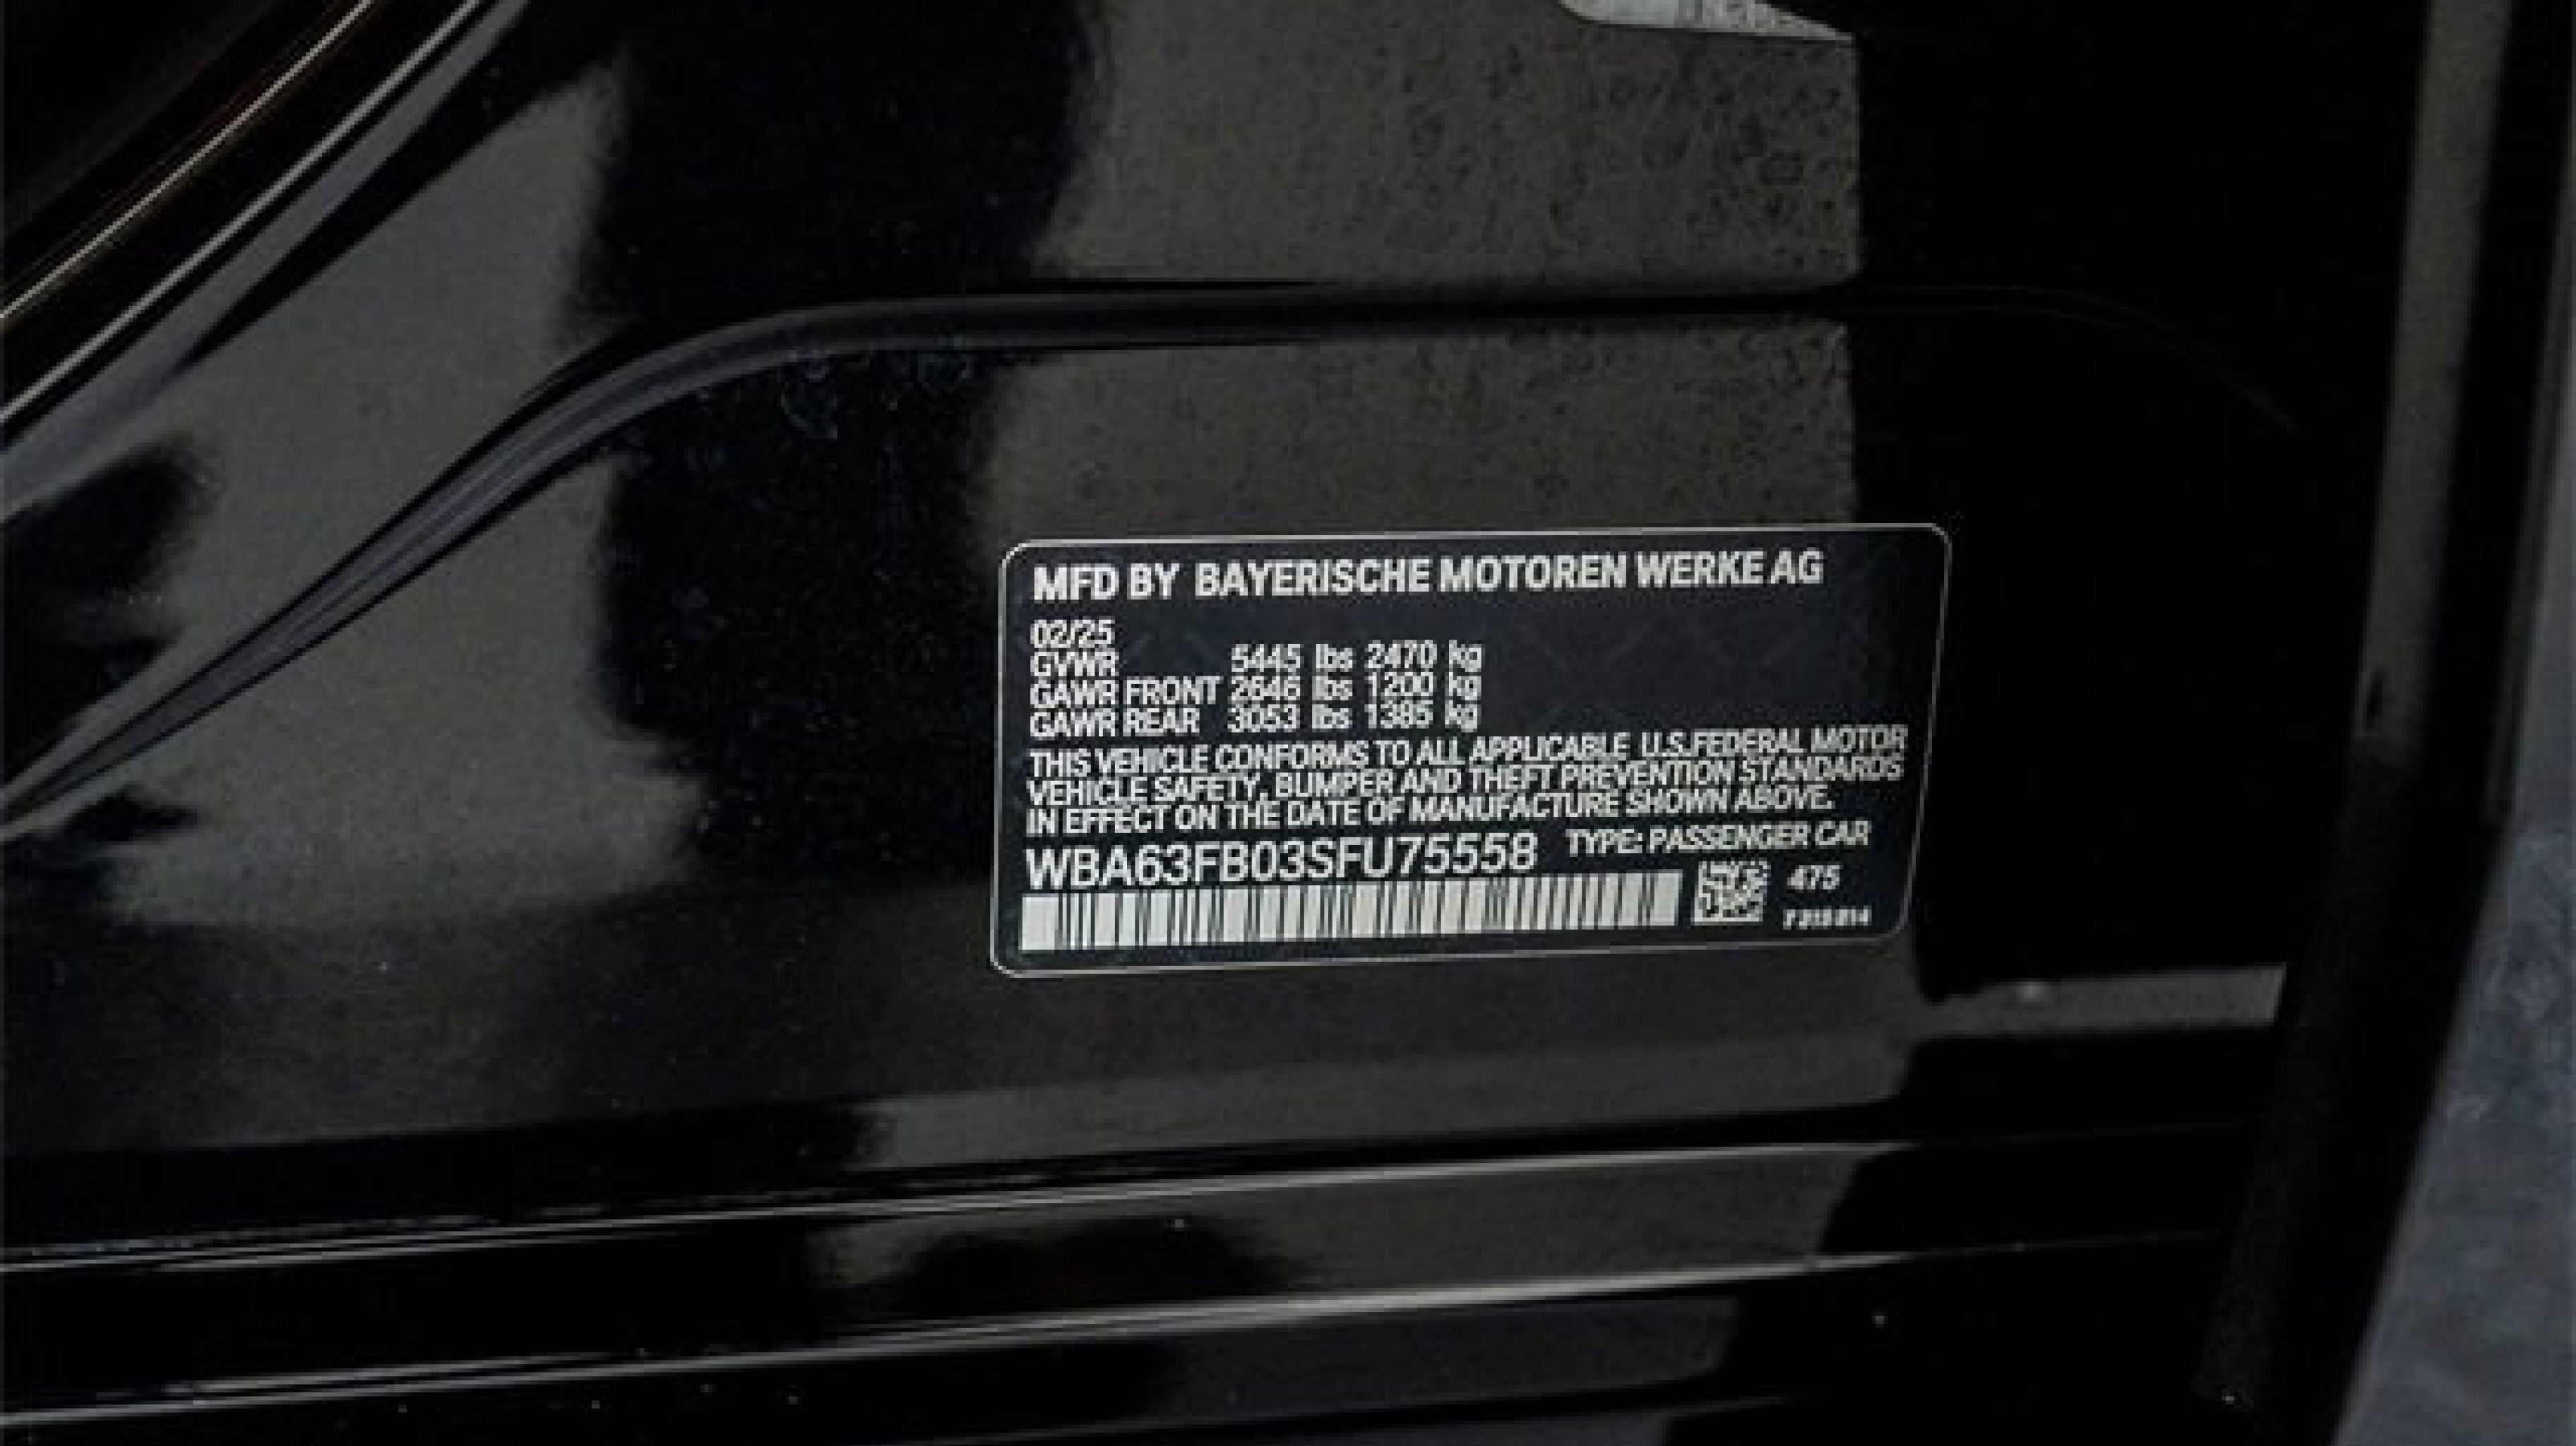 MFD BY BAYERISCHE MOTOREN WERKE AG
02/25
GVWR 5445 lbs 2470 kg
GAWR FRONT 2646 lbs 1200 kg
GAWR REAR 3053 lbs 1385 kg
THIS VEHICLE CONFORMS TO ALL APPLICABLE U.S.FEDERAL MOTOR
VEHICLE SAFETY, BUMPER AND THEFT PREVENTION STANDARDS
IN EFFECT ON THE DATE OF MANUFACTURE SHOWN ABOVE.
WBA63FB03SFU75558 TYPE: PASSENGER CAR
475